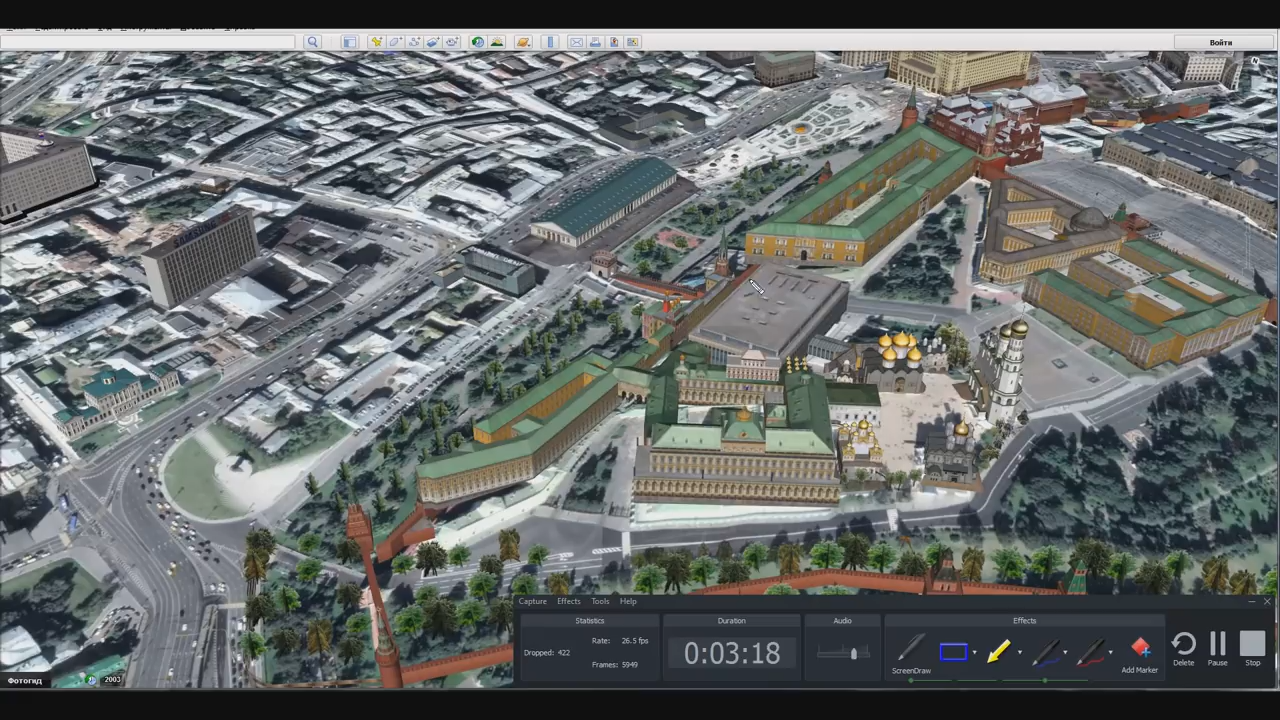 Войти
N
SAMSUNG
Capture Effects Tools Help
Statistics
Duration
Audio
Effects
Dropped: 422
Rate: 26.5 fps
Frames: 5949
0:03:18
ScreenDraw
Add Marker
Delete
Pause
Stop
Фотогид
2003